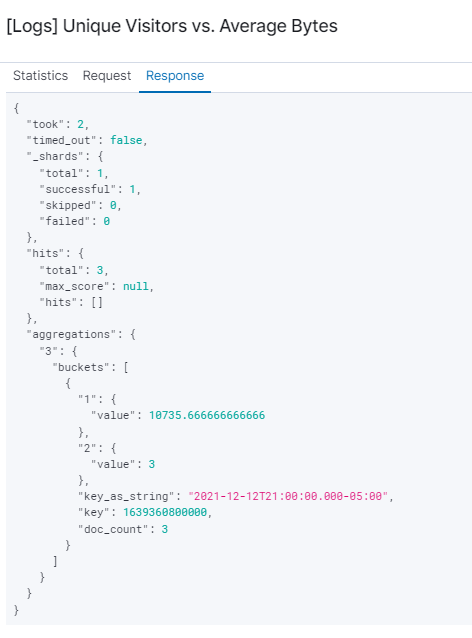 [Logs] Unique Visitors vs. Average Bytes
Statistics Request Response
{
"took": 2,
"timed_out": false,
"_shards": {
"total": 1,
"successful": 1,
"skipped": 0,
"failed": 0
},
"hits": {
"total": 3,
"max_score": null,
"hits": []
},
"aggregations": {
"3": {
"buckets": [
{
"1": {
"value": 10735.666666666666
},
"2": {
"value": 3
},
"key_as_string": "2021-12-12T21:00:00.000-05:00",
"key": 1639360800000,
"doc_count": 3
}
]
}
}
}